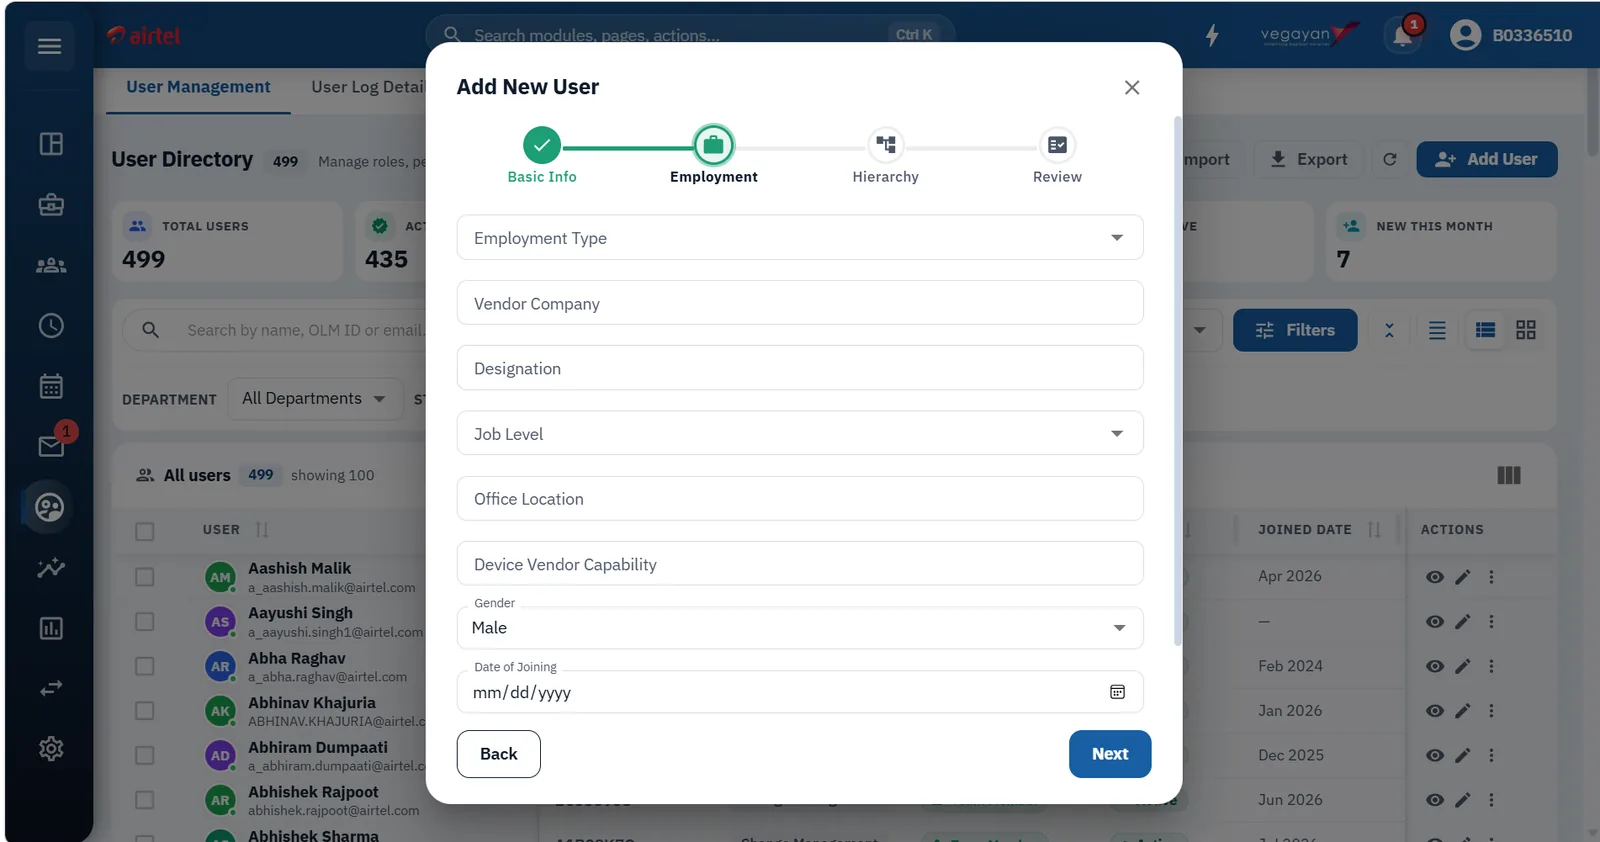 airtel
Search modules, pages, actions...
Ctrl K
vegayan
1
B0336510
User Management
User Log Detai
Add New User
Basic Info
Employment
Hierarchy
Review
User Directory
499
Manage roles, pe
mport
Export
Add User
TOTAL USERS
499
ACT
435
VE
NEW THIS MONTH
7
Employment Type
Vendor Company
Designation
Job Level
Office Location
Device Vendor Capability
Gender
Male
Date of Joining
mm/dd/yyyy
Back
Next
Search by name, OLM ID or email.
Filters
DEPARTMENT
All Departments
ST
1
All users
499
showing 100
USER
JOINED DATE
ACTIONS
AM
Aashish Malik
a_aashish.malik@airtel.com
Apr 2026
AS
Aayushi Singh
a_aayushi.singh1@airtel.com
—
AR
Abha Raghav
a_abha.raghav@airtel.com
Feb 2024
AK
Abhinav Khajuria
ABHINAV.KHAJURIA@airtel.c
Jan 2026
AD
Abhiram Dumpaati
a_abhiram.dumpaati@airtel.c
Dec 2025
AR
Abhishek Rajpoot
abhishek.rajpoot@airtel.com
Jun 2026
Abhishek Sharma